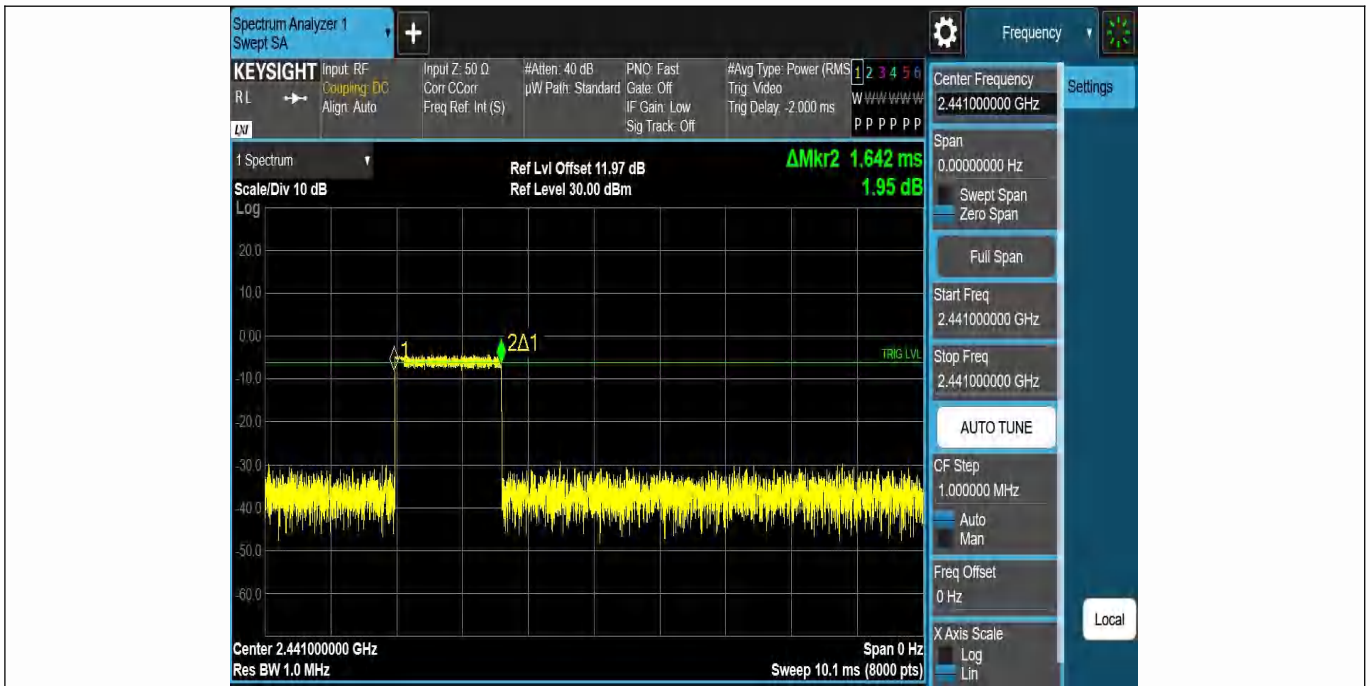 Spectrum Analyzer 1
Swept SA
+
Frequency
KEYSIGHT
RL
LXI
Input: RF
Coupling: DC
Align: Auto
Input Z: 50 Ω
Corr CCorr
Freq Ref: Int (S)
#Atten: 40 dB
µW Path: Standard
PNO: Fast
Gate: Off
IF Gain: Low
Sig Track: Off
#Avg Type: Power (RMS
Trig: Video
Trig Delay: -2.000 ms
1 2 3 4 5 6
W W W W W W
P P P P P P
1 Spectrum
Scale/Div 10 dB
Log
Ref Lvl Offset 11.97 dB
Ref Level 30.00 dBm
ΔMkr2 1.642 ms
1.95 dB
20.0
10.0
0.00
-10.0
-20.0
-30.0
-40.0
-50.0
-60.0
1
2Δ1
TRIG LVL
Center 2.441000000 GHz
Res BW 1.0 MHz
Span 0 Hz
Sweep 10.1 ms (8000 pts)
Center Frequency
2.441000000 GHz
Settings
Span
0.00000000 Hz
Swept Span
Zero Span
Full Span
Start Freq
2.441000000 GHz
Stop Freq
2.441000000 GHz
AUTO TUNE
CF Step
1.000000 MHz
Auto
Man
Freq Offset
0 Hz
X Axis Scale
Log
Lin
Local